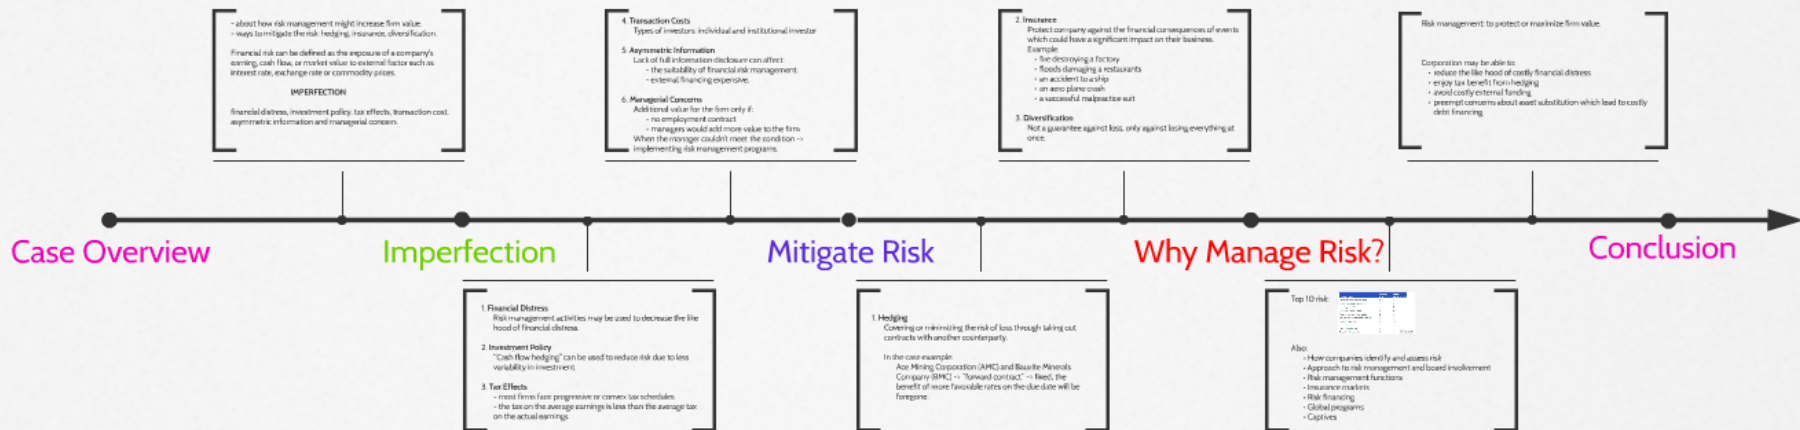 - about how risk management might increase firm value.
- ways to mitigate the risk: hedging, insurance, diversification.
Financial risk can be defined as the exposure of a company's
earning, cash flow, or market value to external factor such as
interest rate, exchange rate or commodity prices.
IMPERFECTION
financial distress, investment policy, tax effects, transaction cost,
asymmetric information and managerial concern.
4. Transaction Costs
Types of investors: individual and institutional investor
5. Asymmetric Information
Lack of full information disclosure can affect:
- the suitability of financial risk management.
- external financing expensive.
6. Managerial Concerns
Additional value for the firm only if:
- no employment contract
- managers would add more value to the firm
When the manager couldn't meet the condition ->
implementing risk management programs.
2. Insurance
Protect company against the financial consequences of events
which could have a significant impact on their business.
Example:
• fire destroying a factory
• floods damaging a restaurants
• an accident to a ship
• an aero plane crash
• a successful malpractice suit
3. Diversification
Not a guarantee against loss, only against losing everything at
once.
Risk management: to protect or maximize firm value.
Corporation may be able to:
• reduce the like hood of costly financial distress
• enjoy tax benefit from hedging
• avoid costly external funding
• preempt concerns about asset substitution which lead to costly
debt financing
Case Overview
Imperfection
Mitigate Risk
Why Manage Risk?
Conclusion
1. Financial Distress
Risk management activities may be used to decrease the like
hood of financial distress.
2. Investment Policy
"Cash flow hedging" can be used to reduce risk due to less
variability in investment.
3. Tax Effects
- most firms face progressive or convex tax schedules.
- the tax on the average earnings is less than the average tax
on the actual earnings.
1. Hedging
Covering or minimizing the risk of loss through taking out
contracts with another counterparty.
In the case example:
Ace Mining Corporation (AMC) and Bauxite Minerals
Company (BMC) -> "forward contract" -> fixed, the
benefit of more favorable rates on the due date will be
foregone.
Top 10 risk:
Also:
• How companies identify and assess risk
• Approach to risk management and board involvement
• Risk management functions
• Insurance markets
• Risk financing
• Global programs
• Captives